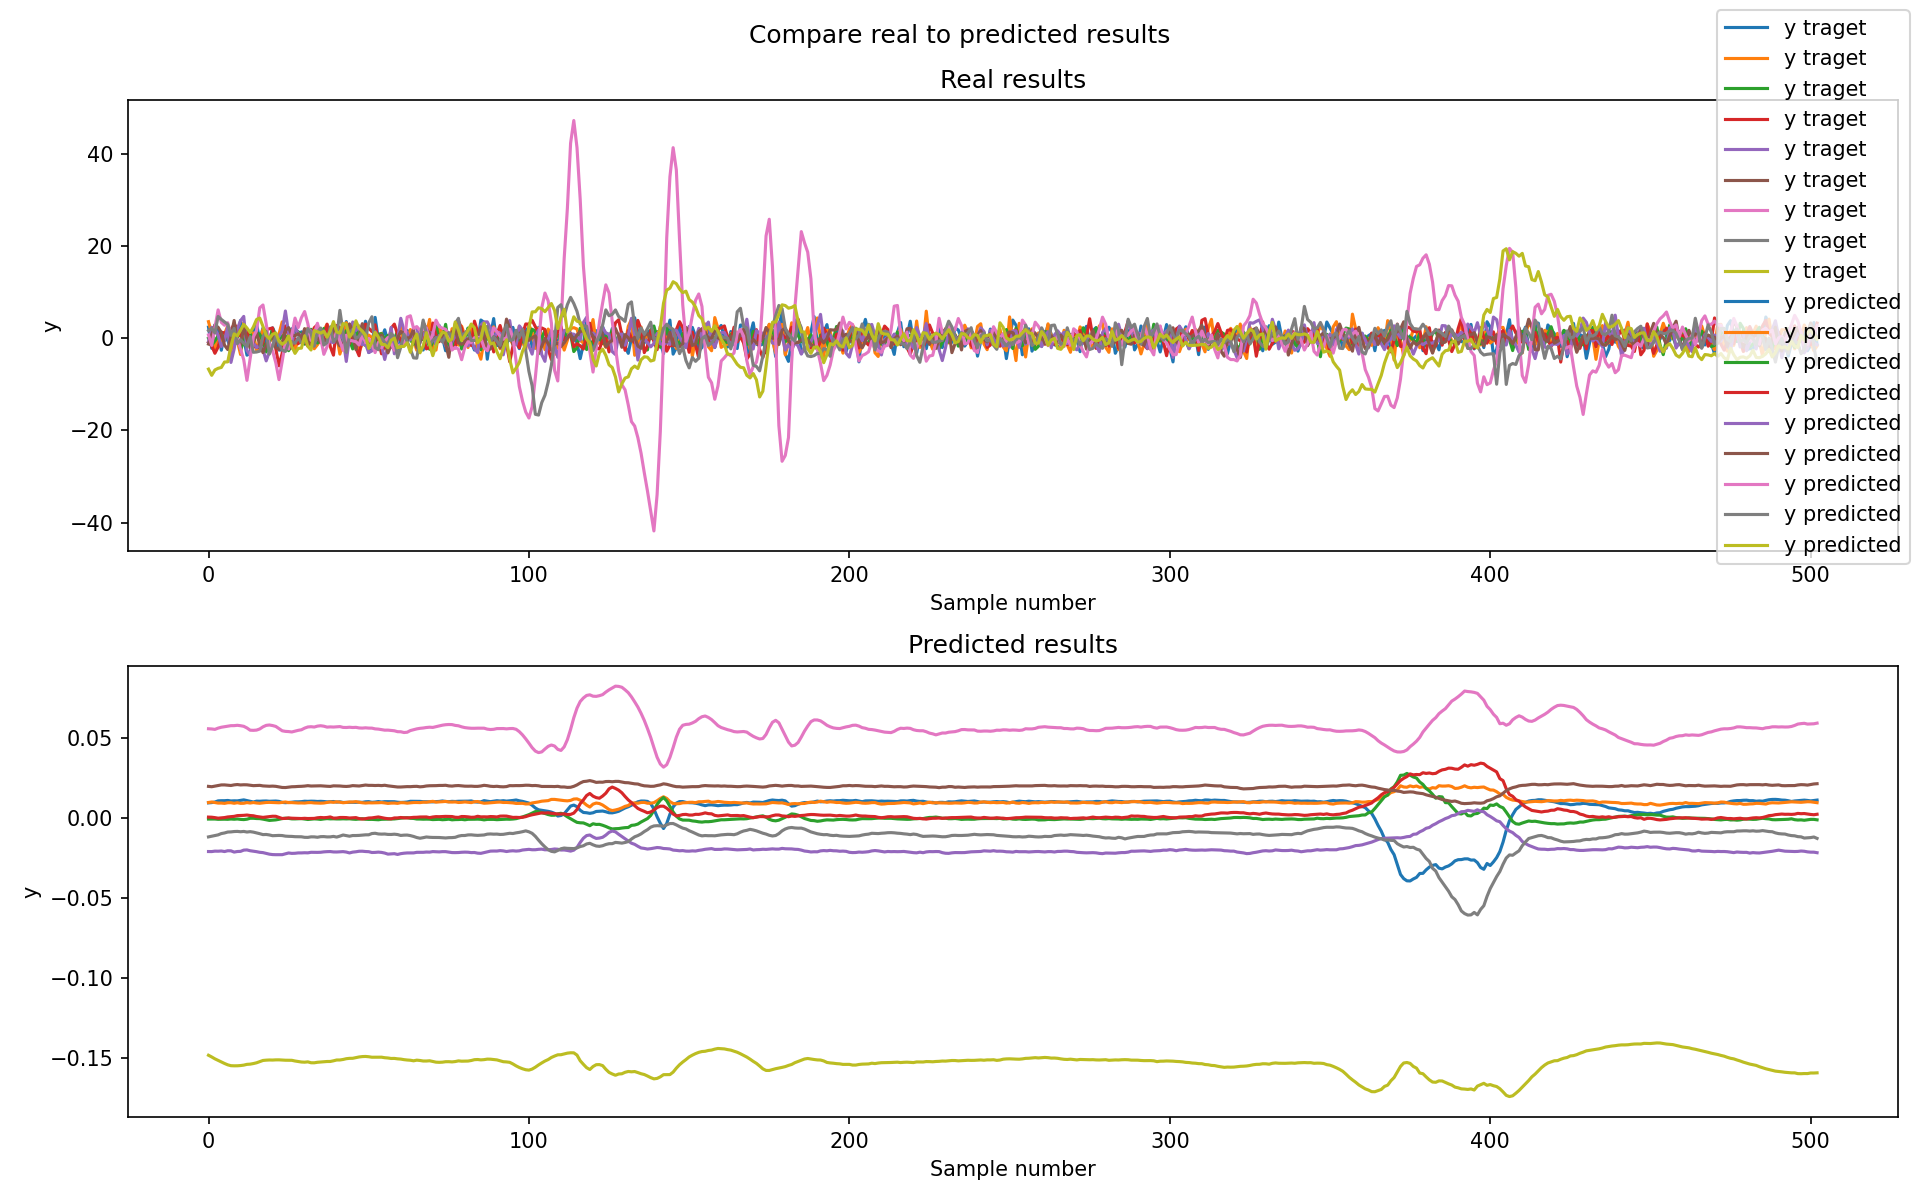 Compare real to predicted results
Real results
y traget
y traget
y traget
y traget
y traget
y traget
y traget
y traget
y traget
y predicted
y predicted
y predicted
y predicted
y predicted
y predicted
y predicted
y predicted
y predicted
40
20
0
−20
−40
y
0 100 200 300 400 500
Sample number
Predicted results
0.05
0.00
−0.05
−0.10
−0.15
y
0 100 200 300 400 500
Sample number